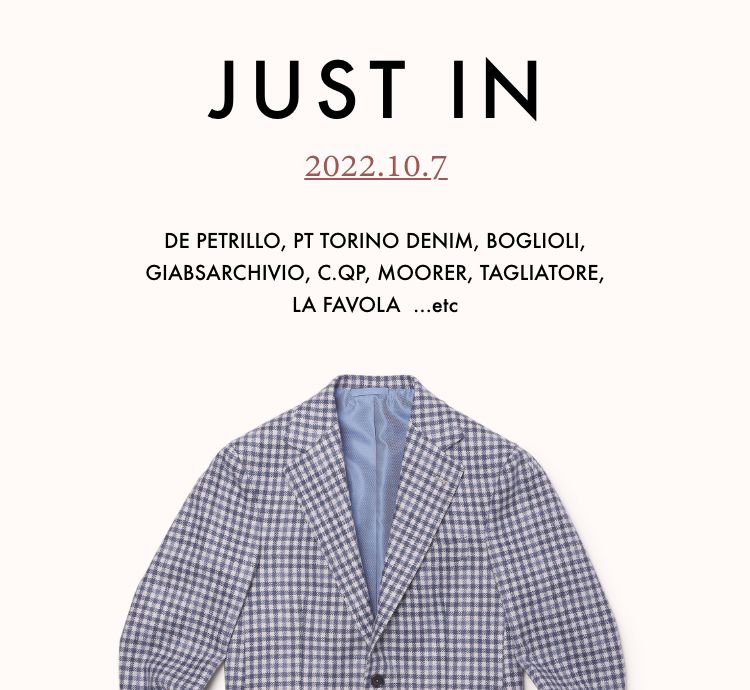 JUST IN
2022.10.7
DE PETRILLO, PT TORINO DENIM, BOGLIOLI,
GIABSARCHIVIO, C.QP, MOORER, TAGLIATORE,
LA FAVOLA ...etc